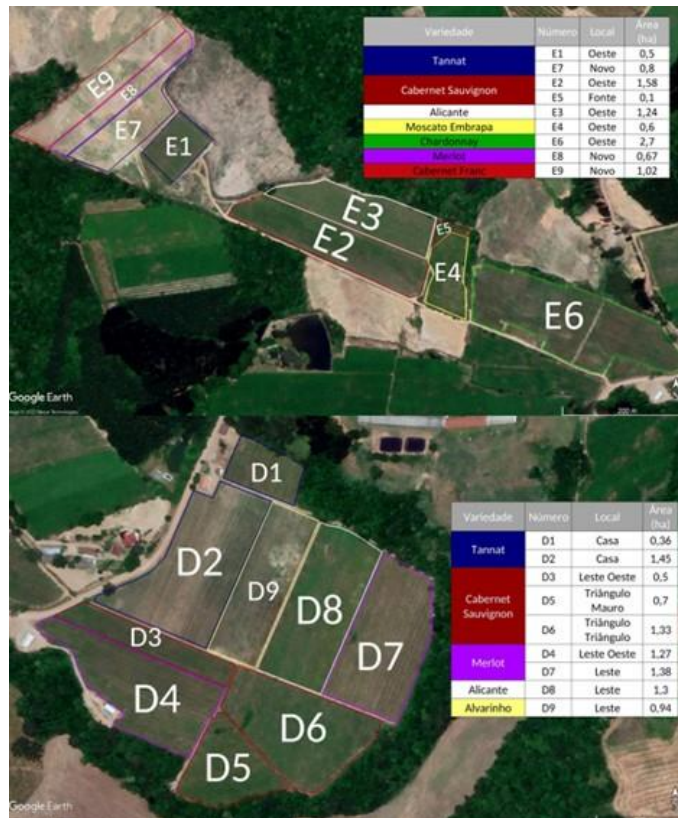 Variedade Número Local Área (ha)
Tannat E1 Oeste 0,5
E7 Novo 0,8
Cabernet Sauvignon E2 Oeste 1,58
E5 Fonte 0,1
Alicante E3 Oeste 1,24
Moscato Embrapa E4 Oeste 0,6
Chardonnay E6 Oeste 2,7
Merlot E8 Novo 0,67
Cabernet Franc E9 Novo 1,02
E9
E8
E7
E1
E3
E2
E5
E4
E6
Google Earth
200 m
D1
D2
D9
D8
D7
D3
D4
D6
D5
Variedade Número Local Área (ha)
Tannat D1 Casa 0,36
D2 Casa 1,45
Cabernet Sauvignon D3 Leste Oeste 0,5
D5 Triângulo Mauro 0,7
D6 Triângulo Triângulo 1,33
Merlot D4 Leste Oeste 1,27
D7 Leste 1,38
Alicante D8 Leste 1,3
Alvarinho D9 Leste 0,94
Google Earth